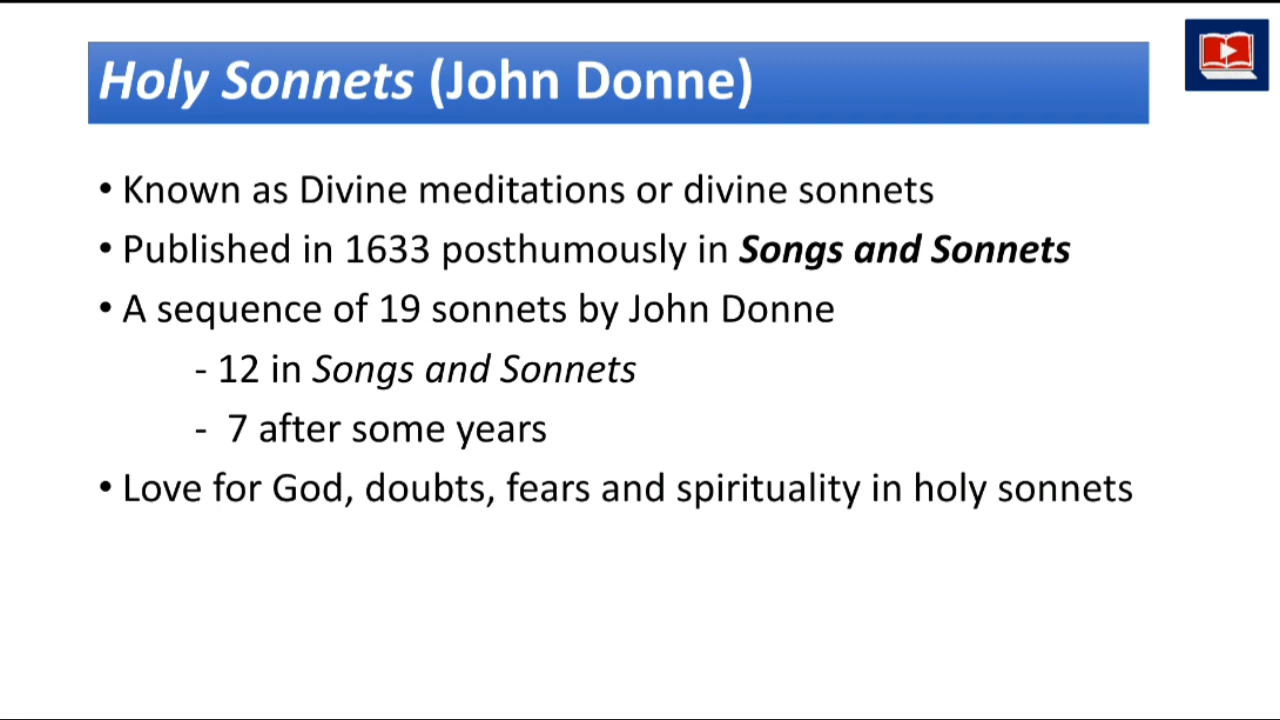 Holy Sonnets (John Donne)
• Known as Divine meditations or divine sonnets
• Published in 1633 posthumously in Songs and Sonnets
• A sequence of 19 sonnets by John Donne
- 12 in Songs and Sonnets
- 7 after some years
• Love for God, doubts, fears and spirituality in holy sonnets